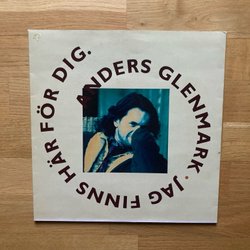 ANDERS GLENMARK · JAG FINNS HÄR FÖR DIG.